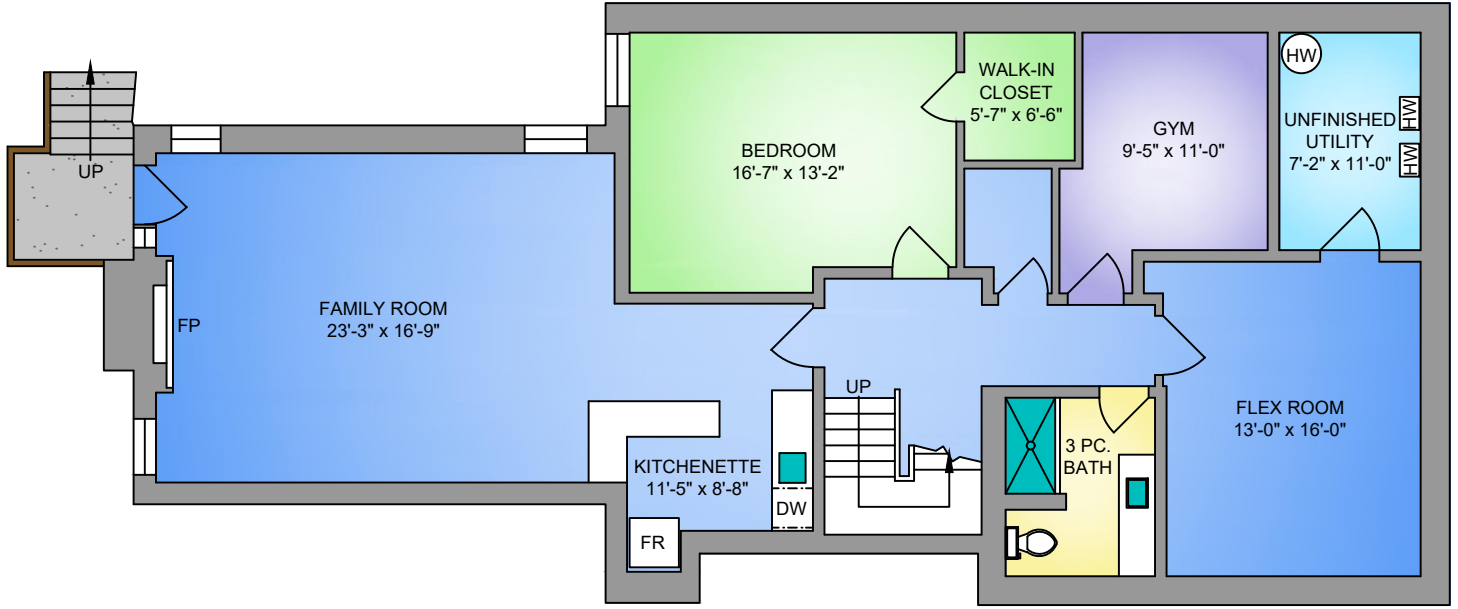 HW
WALK-IN
CLOSET
5'-7" x 6'-6"
GYM
9'-5" x 11'-0"
UNFINISHED
UTILITY
7'-2" x 11'-0"
HW
HW
BEDROOM
16'-7" x 13'-2"
UP
FAMILY ROOM
23'-3" x 16'-9"
FP
UP
FLEX ROOM
13'-0" x 16'-0"
3 PC.
BATH
KITCHENETTE
11'-5" x 8'-8"
DW
FR